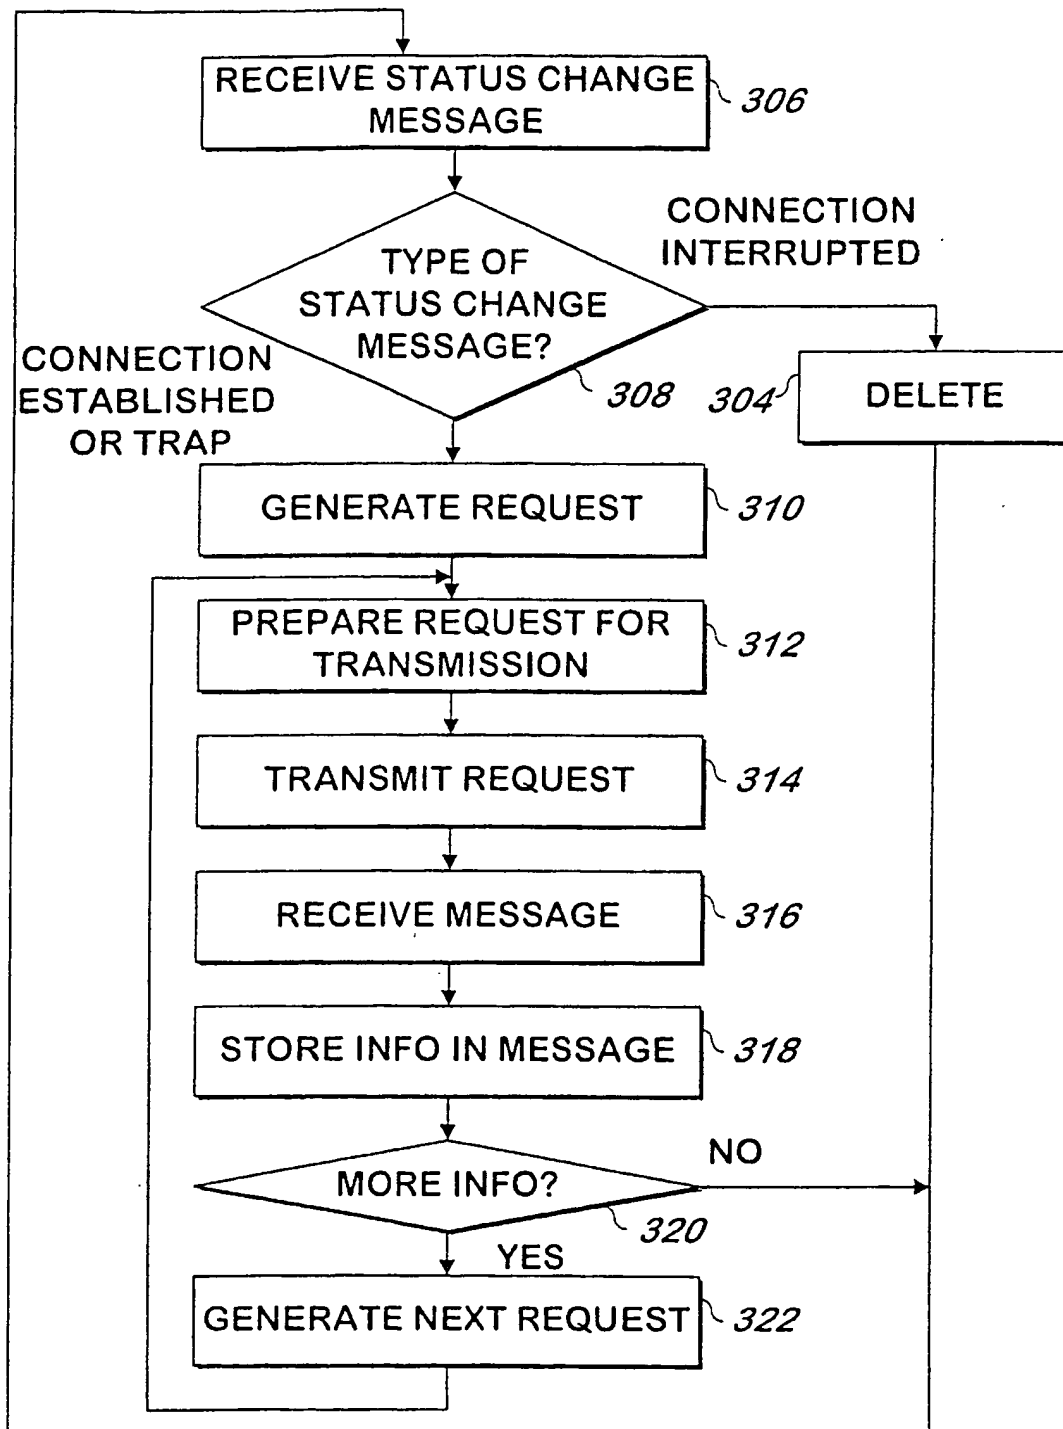 RECEIVE STATUS CHANGE
MESSAGE
306
CONNECTION
INTERRUPTED
TYPE OF
STATUS CHANGE
MESSAGE?
308
CONNECTION
ESTABLISHED
OR TRAP
304
DELETE
GENERATE REQUEST
310
PREPARE REQUEST FOR
TRANSMISSION
312
TRANSMIT REQUEST
314
RECEIVE MESSAGE
316
STORE INFO IN MESSAGE
318
MORE INFO?
NO
320
YES
GENERATE NEXT REQUEST
322